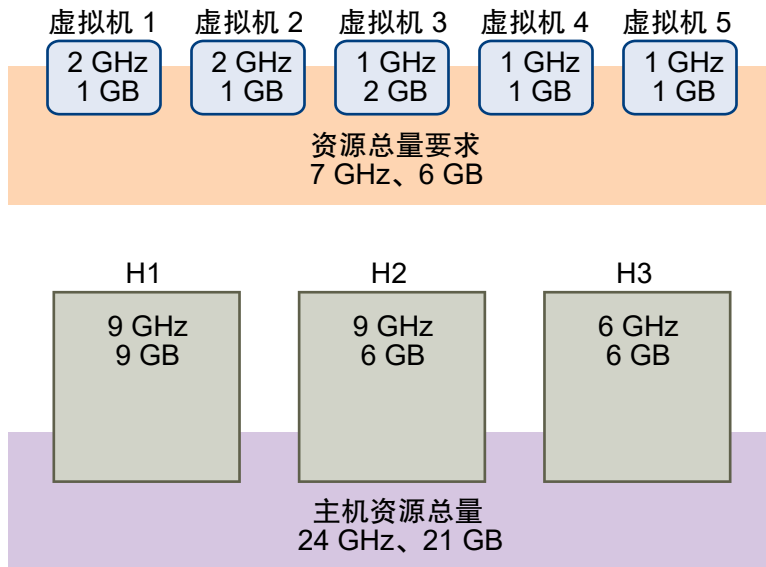 虚拟机 1 虚拟机 2 虚拟机 3 虚拟机 4 虚拟机 5
2 GHz 2 GHz 1 GHz 1 GHz 1 GHz
1 GB 1 GB 2 GB 1 GB 1 GB
资源总量要求
7 GHz、6 GB
H1 H2 H3
9 GHz 9 GHz 6 GHz
9 GB 6 GB 6 GB
主机资源总量
24 GHz、21 GB